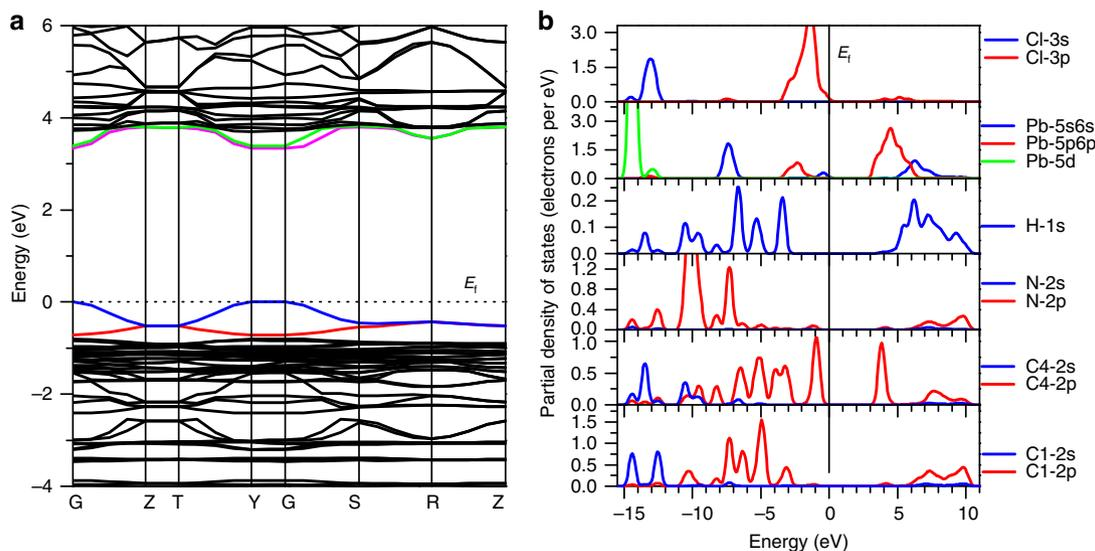 a
6
4
2
0
−2
−4
Energy (eV)
Ef
G Z T Y G S R Z
b
Partial density of states (electrons per eV)
3.0
1.5
0.0
Ef
Cl-3s
Cl-3p
3.0
1.5
0.0
Pb-5s6s
Pb-5p6p
Pb-5d
0.2
0.1
0.0
H-1s
1.2
0.8
0.4
0.0
N-2s
N-2p
1.0
0.5
0.0
C4-2s
C4-2p
1.5
1.0
0.5
0.0
C1-2s
C1-2p
−15 −10 −5 0 5 10
Energy (eV)